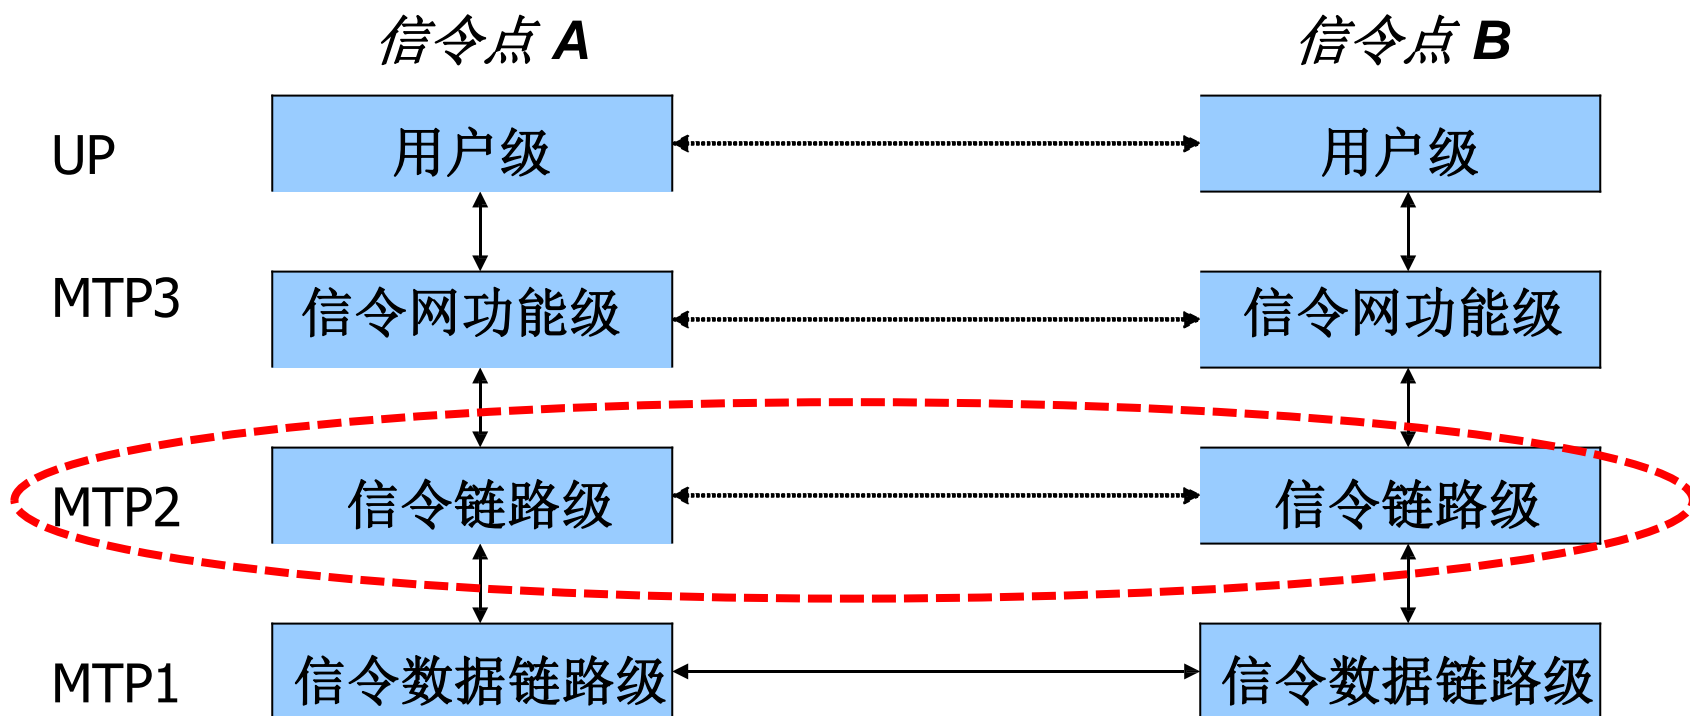 信令点 A 信令点 B
UP 用户级 用户级
MTP3 信令网功能级 信令网功能级
MTP2 信令链路级 信令链路级
MTP1 信令数据链路级 信令数据链路级